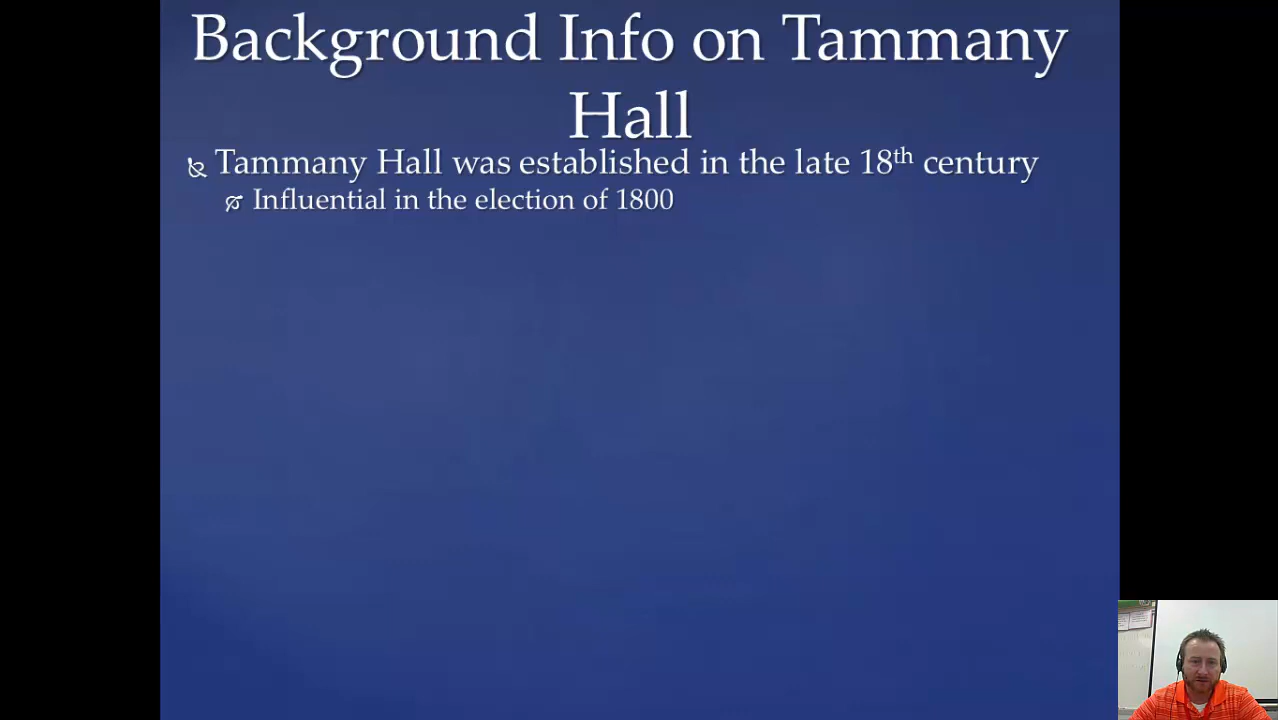 Background Info on Tammany
Hall
Tammany Hall was established in the late 18th century
Influential in the election of 1800